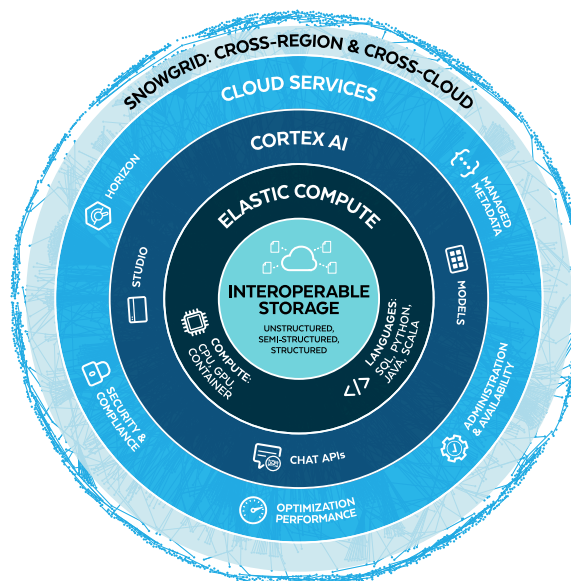 SNOWGRID: CROSS-REGION & CROSS-CLOUD
CLOUD SERVICES
HORIZON
MANAGED
METADATA
SECURITY &
COMPLIANCE
ADMINISTRATION
& AVAILABILITY
OPTIMIZATION
PERFORMANCE
CORTEX AI
STUDIO
MODELS
CHAT APIs
ELASTIC COMPUTE
COMPUTE:
CPU, GPU,
CONTAINER
LANGUAGES:
SQL, PYTHON,
JAVA, SCALA
INTEROPERABLE
STORAGE
UNSTRUCTURED,
SEMI-STRUCTURED,
STRUCTURED